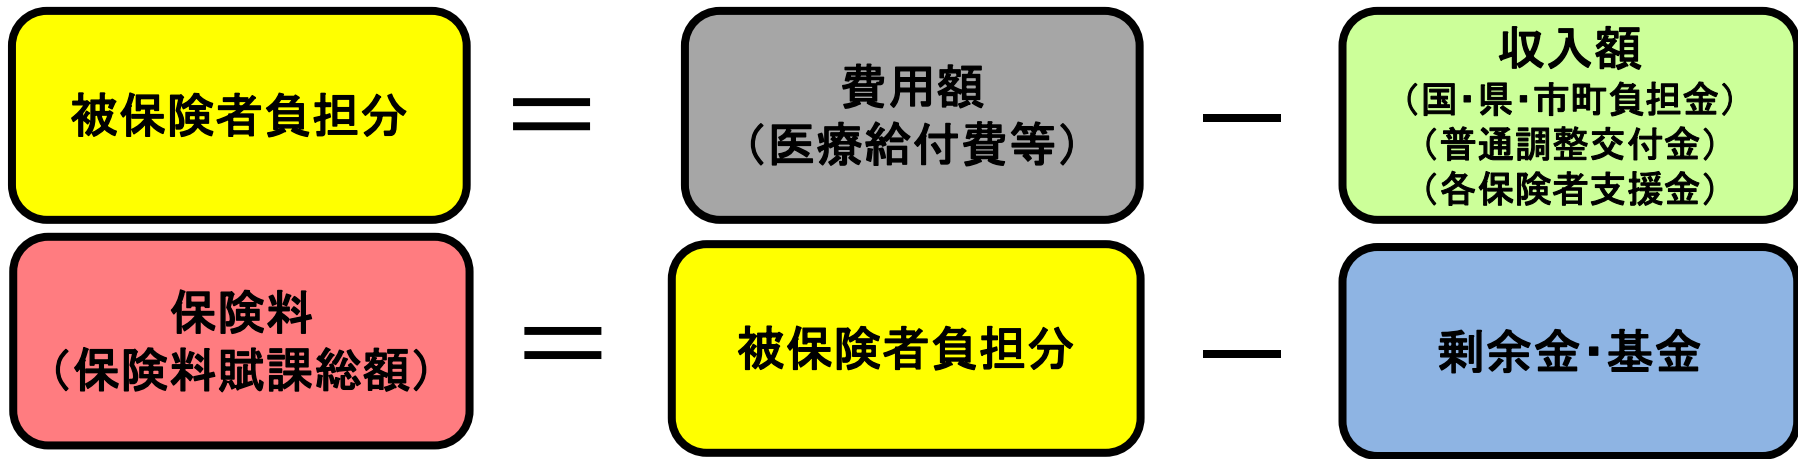 被保険者負担分
＝
費用額
（医療給付費等）
－
収入額
（国・県・市町負担金）
（普通調整交付金）
（各保険者支援金）
保険料
（保険料賦課総額）
＝
被保険者負担分
－
剰余金・基金